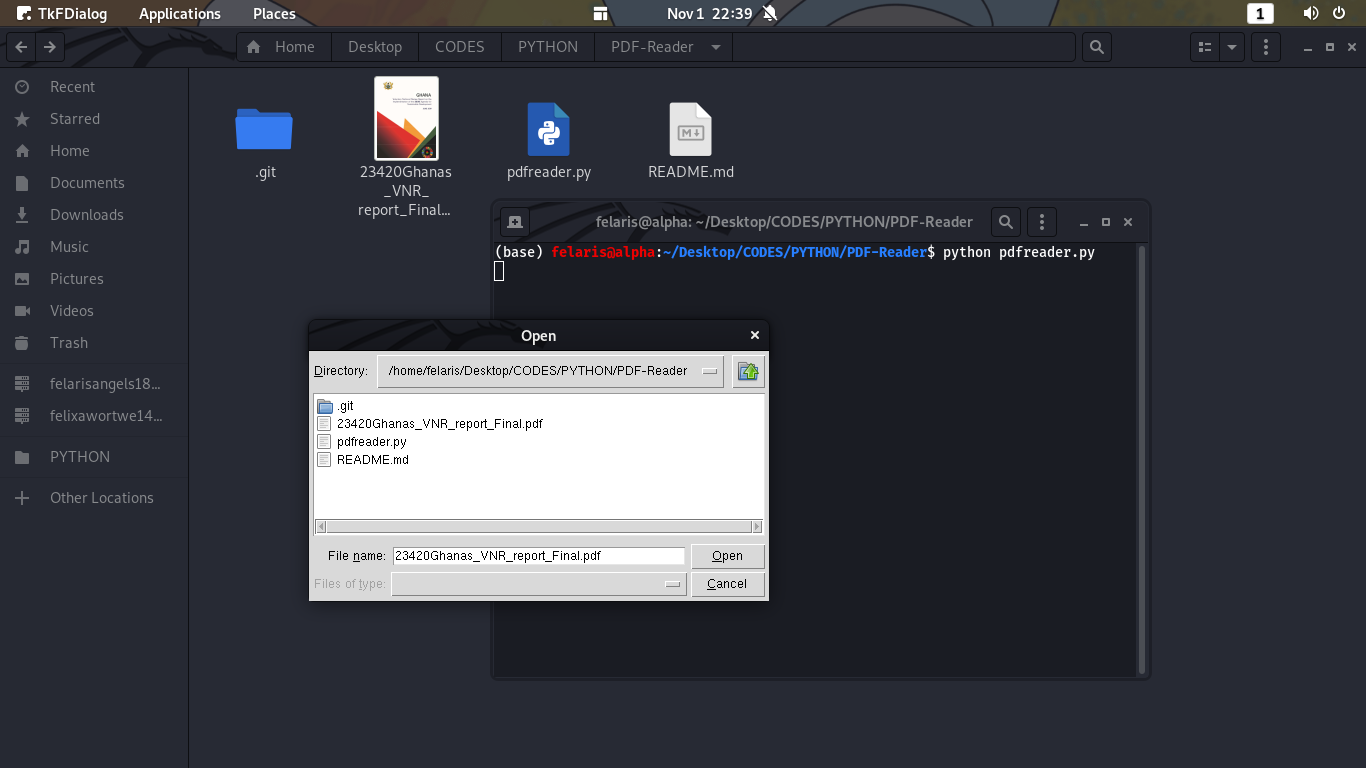 TkFDialog Applications Places Nov 1 22:39 1
Home Desktop CODES PYTHON PDF-Reader
Recent
Starred
Home
Documents
Downloads
Music
Pictures
Videos
Trash
felarisangels18...
felixawortwe14...
PYTHON
Other Locations
GHANA
.git
23420Ghanas
_VNR_
report_Final...
pdfreader.py
README.md
felaris@alpha: ~/Desktop/CODES/PYTHON/PDF-Reader
(base) felaris@alpha:~/Desktop/CODES/PYTHON/PDF-Reader$ python pdfreader.py
Open
Directory: /home/felaris/Desktop/CODES/PYTHON/PDF-Reader
.git
23420Ghanas_VNR_report_Final.pdf
pdfreader.py
README.md
File name: 23420Ghanas_VNR_report_Final.pdf Open
Files of type: Cancel